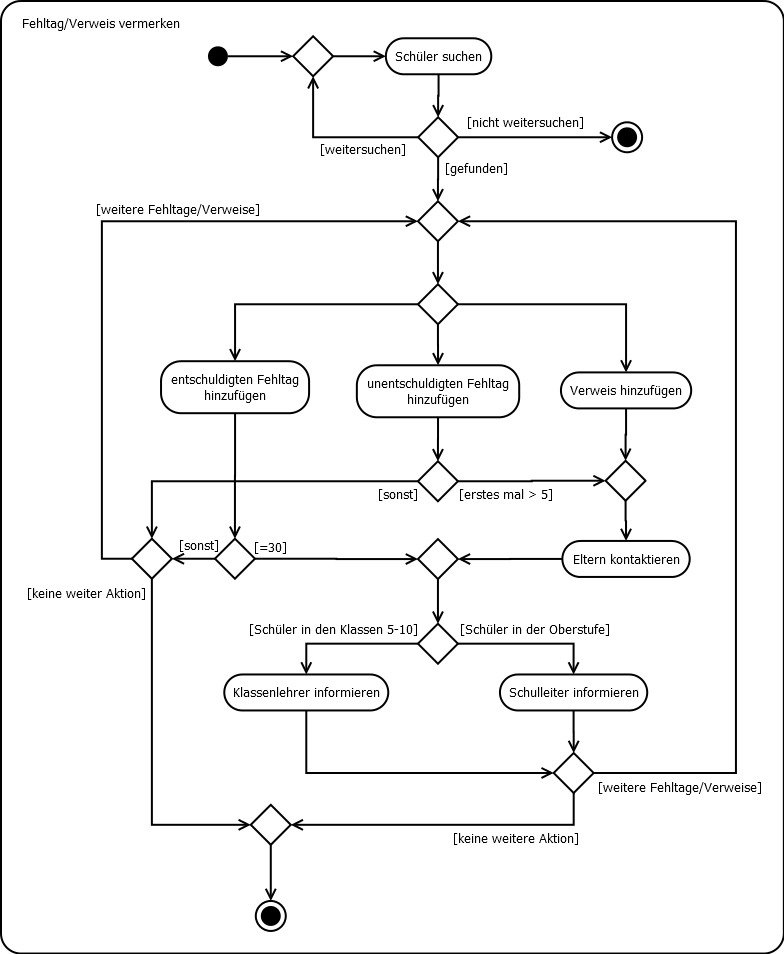 Fehltag/Verweis vermerken
Schüler suchen
[nicht weitersuchen]
[weitersuchen]
[gefunden]
[weitere Fehltage/Verweise]
entschuldigten Fehltag
hinzufügen
unentschuldigten Fehltag
hinzufügen
Verweis hinzufügen
[sonst]
[erstes mal > 5]
[sonst]
[=30]
Eltern kontaktieren
[keine weiter Aktion]
[Schüler in den Klassen 5-10]
[Schüler in der Oberstufe]
Klassenlehrer informieren
Schulleiter informieren
[weitere Fehltage/Verweise]
[keine weitere Aktion]